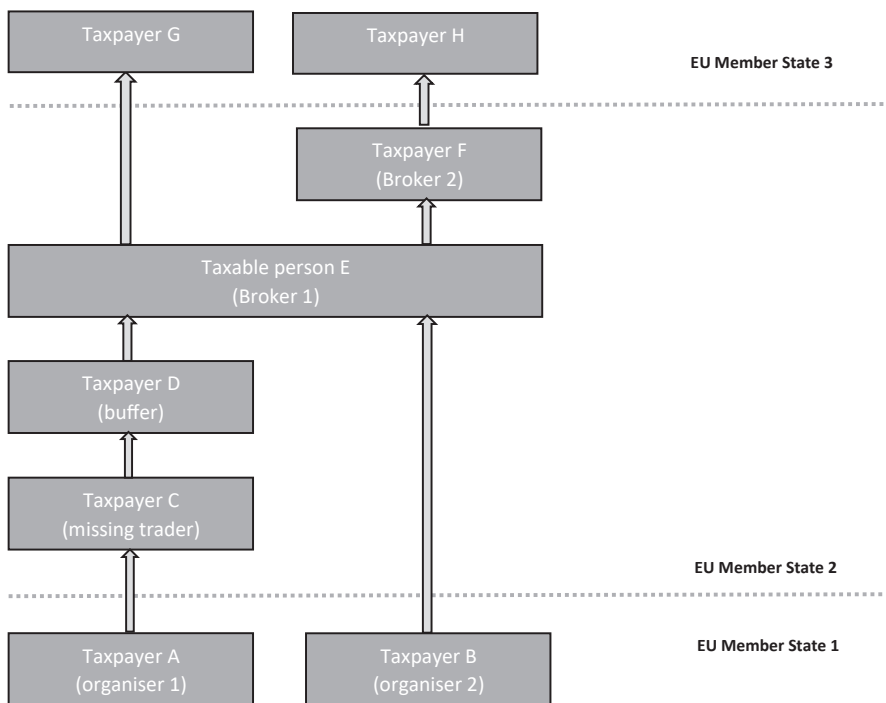 Taxpayer G
Taxpayer H
EU Member State 3
Taxpayer F
(Broker 2)
Taxable person E
(Broker 1)
Taxpayer D
(buffer)
Taxpayer C
(missing trader)
EU Member State 2
Taxpayer A
(organiser 1)
Taxpayer B
(organiser 2)
EU Member State 1